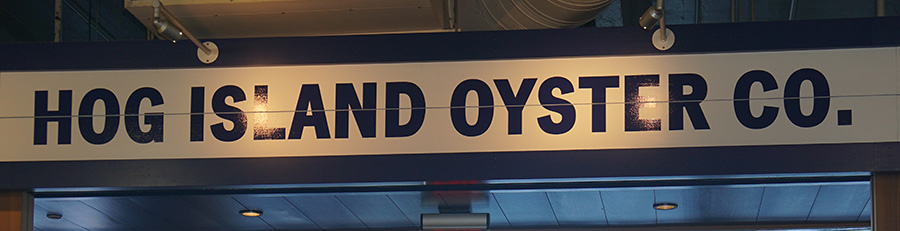 HOG ISLAND OYSTER CO.